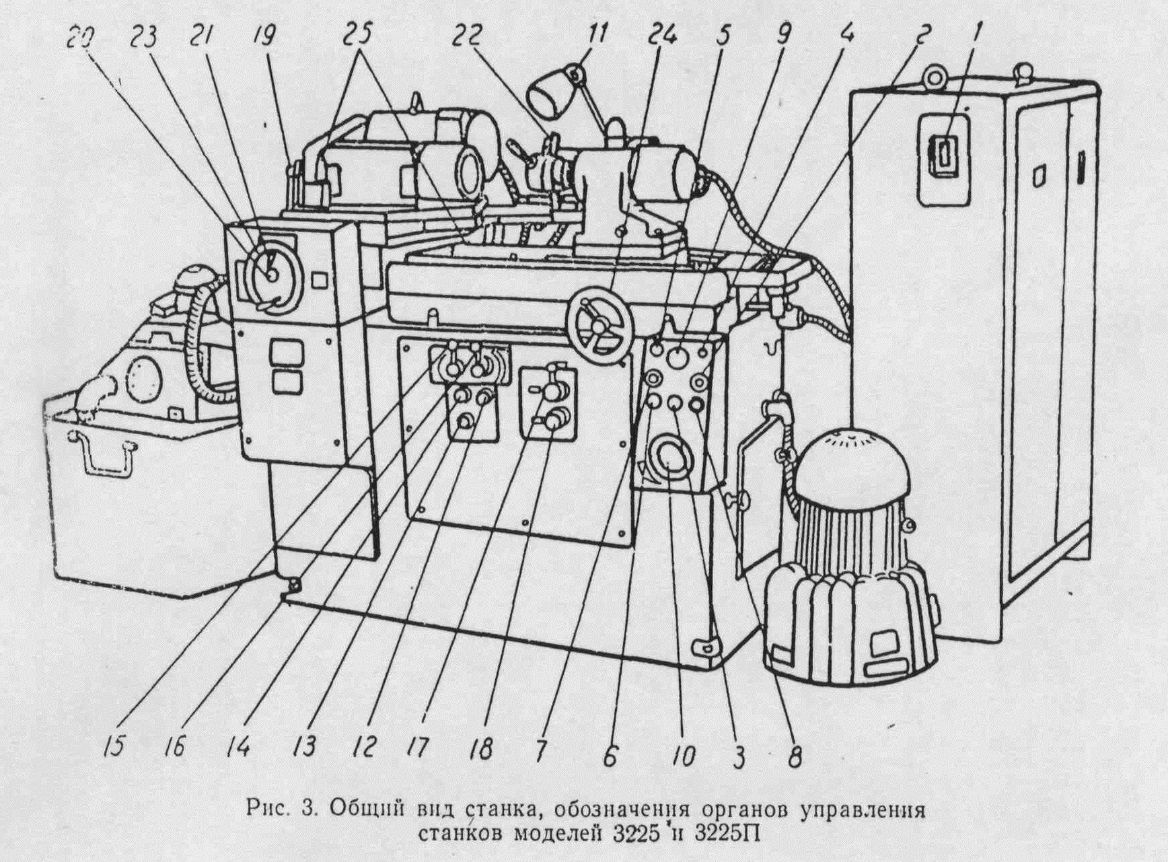 20 23 21 19 25 22 11 24 5 9 4 2 1
15 16 14 13 12 17 18 7 6 10 3 8
Рис. 3. Общий вид станка, обозначения органов управления
станков моделей 3225 и 3225П